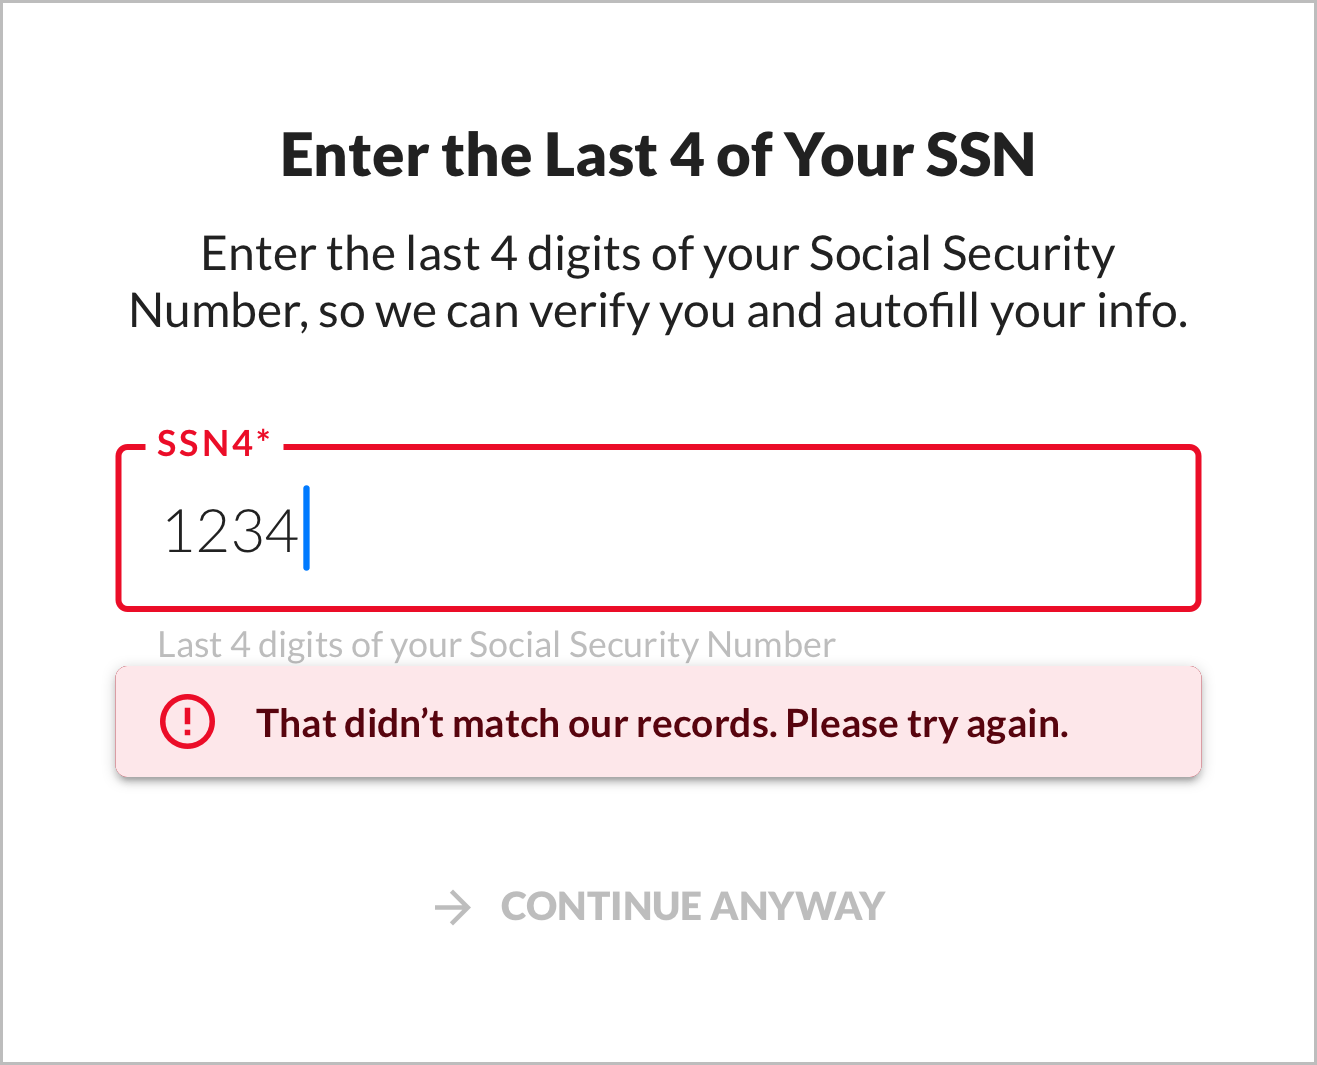 Enter the Last 4 of Your SSN
Enter the last 4 digits of your Social Security
Number, so we can verify you and autofill your info.
SSN4*
1234
Last 4 digits of your Social Security Number
That didn’t match our records. Please try again.
CONTINUE ANYWAY